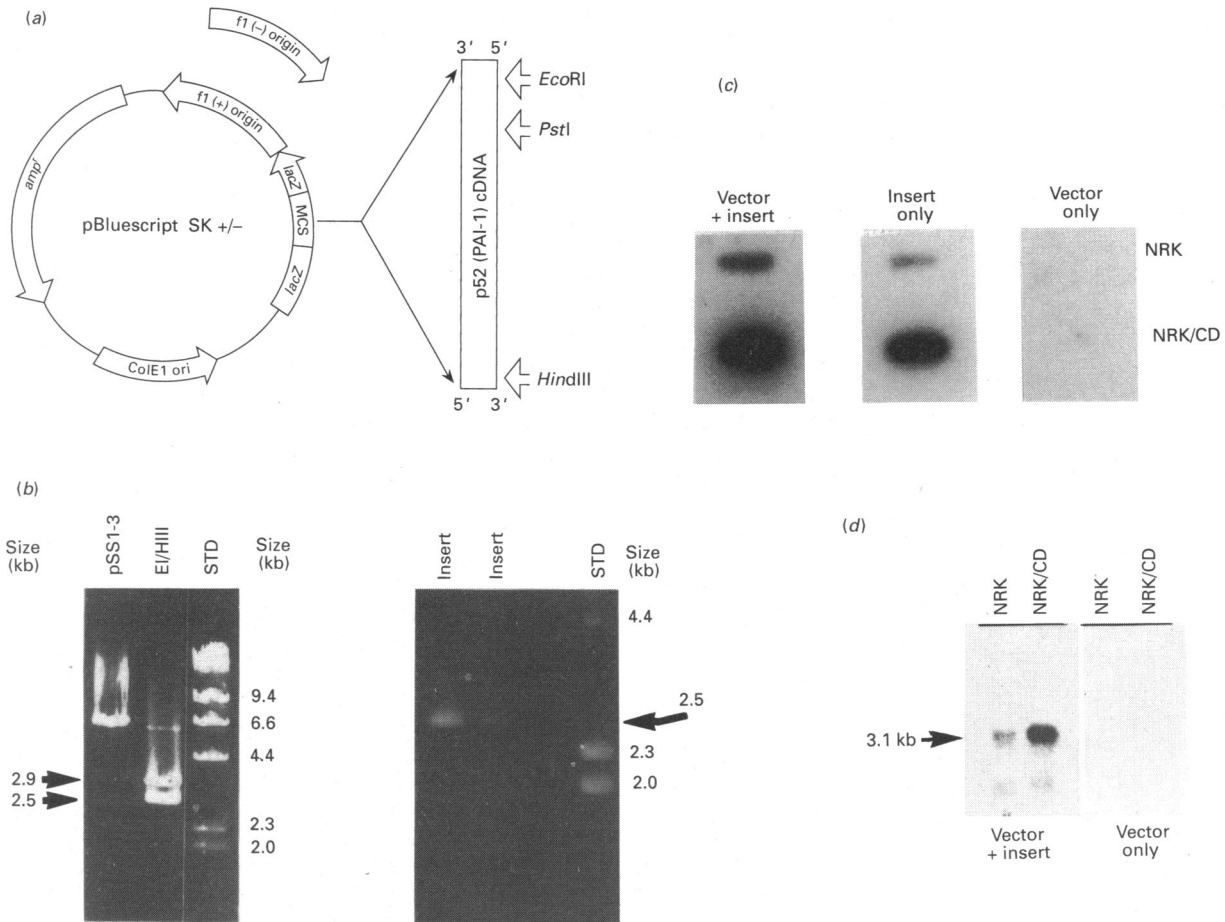 (a)
f1 (–) origin
f1 (+) origin
amp^r
lacZ
MCS
lacZ
pBluescript SK +/–
ColE1 ori
3' 5'
EcoRI
PstI
p52 (PAI-1) cDNA
HindIII
5' 3'
(c)
Vector
+ insert
Insert
only
Vector
only
NRK
NRK/CD
(b)
Size
(kb)
pSS1-3
EI/HIII
STD
Size
(kb)
9.4
6.6
4.4
2.9
2.5
2.3
2.0
Insert
Insert
STD
Size
(kb)
4.4
2.5
2.3
2.0
(d)
NRK
NRK/CD
NRK
NRK/CD
3.1 kb
Vector
+ insert
Vector
only